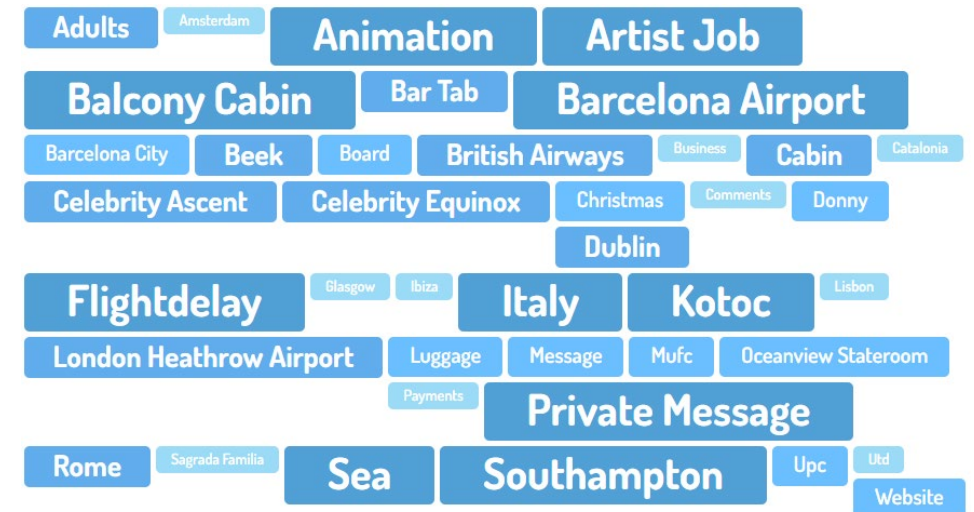 Adults Amsterdam Animation Artist Job
Balcony Cabin Bar Tab Barcelona Airport
Barcelona City Beek Board British Airways Business Cabin Catalonia
Celebrity Ascent Celebrity Equinox Christmas Comments Donny
Dublin
Flightdelay Glasgow Ibiza Italy Kotoc Lisbon
London Heathrow Airport Luggage Message Mufc Oceanview Stateroom
Payments Private Message
Rome Sagrada Familia Sea Southampton Upc Utd
Website